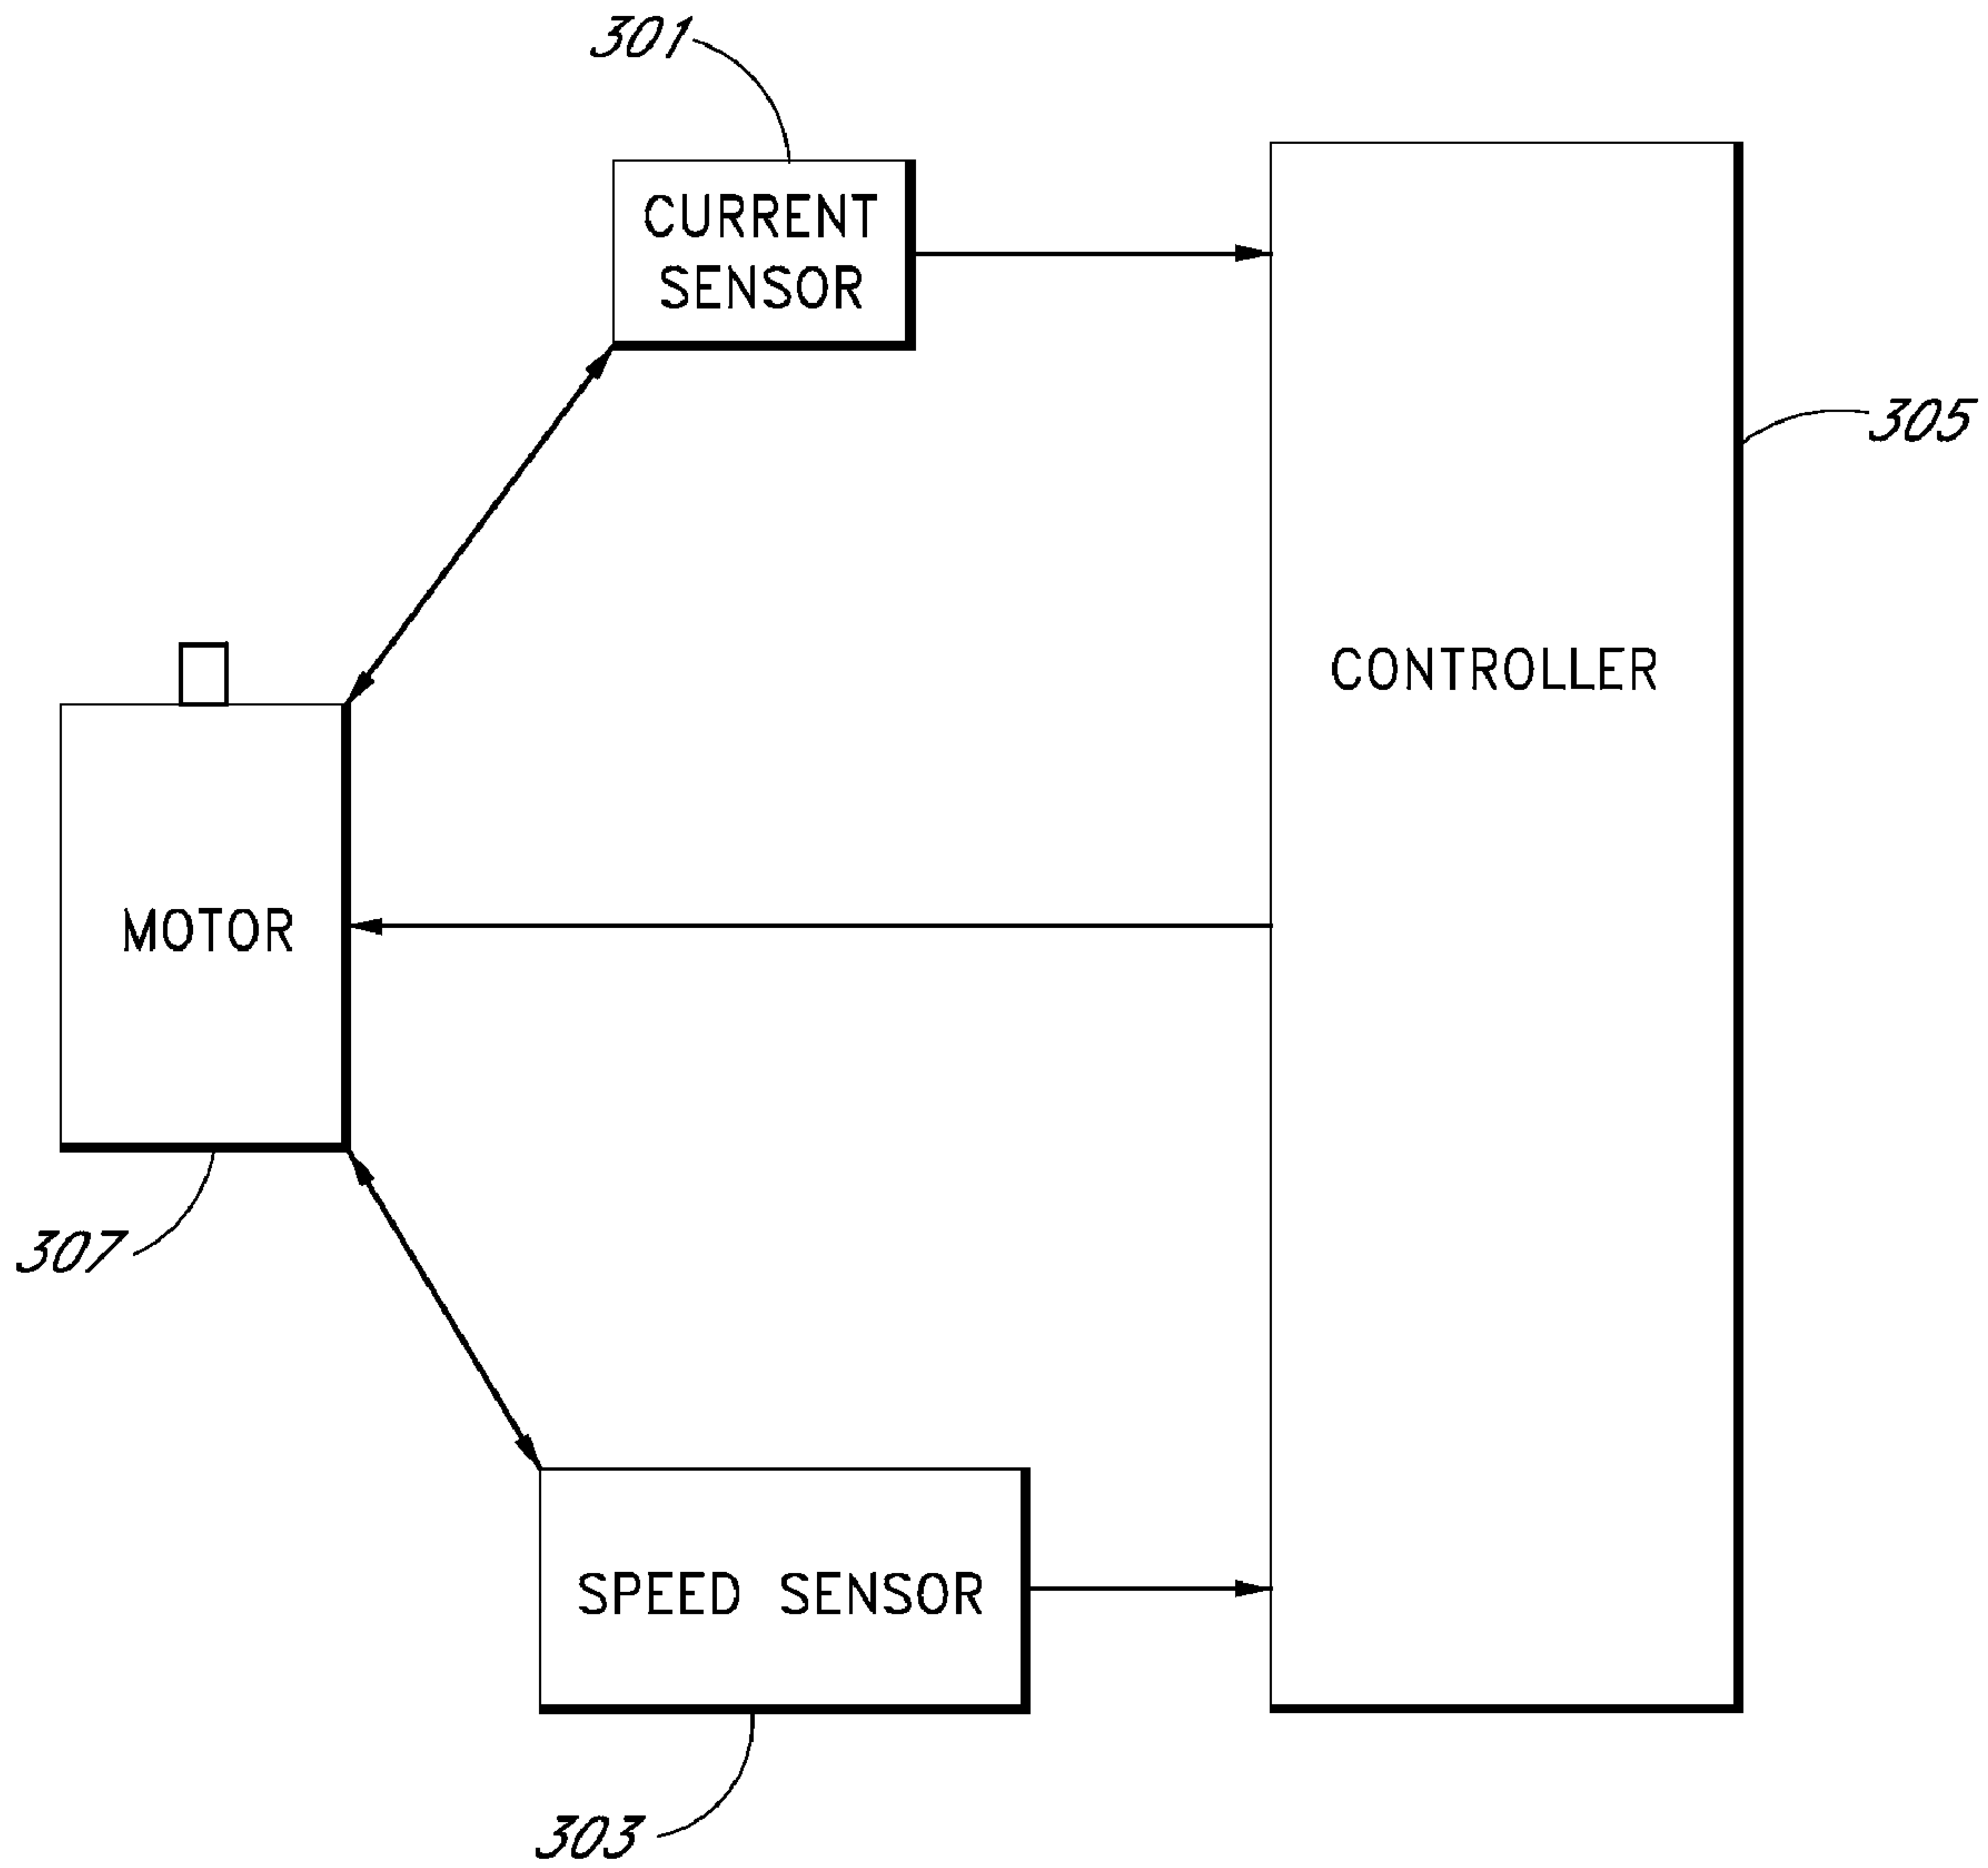 301
CURRENT
SENSOR
305
CONTROLLER
MOTOR
307
SPEED SENSOR
303